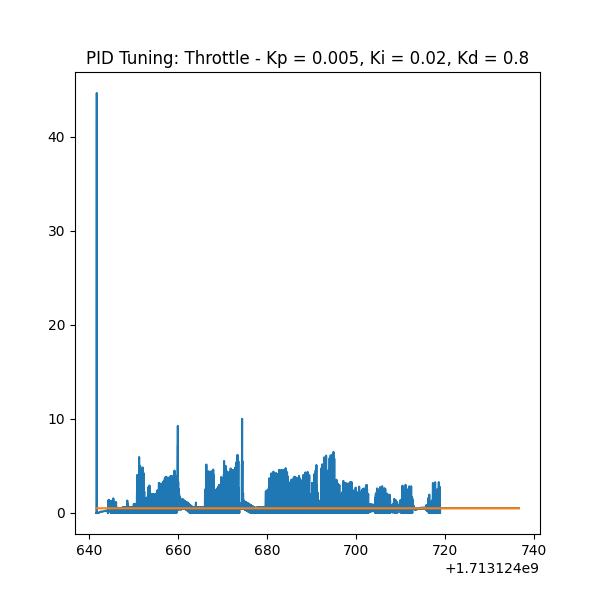 PID Tuning: Throttle - Kp = 0.005, Ki = 0.02, Kd = 0.8
40
30
20
10
0
640 660 680 700 720 740
+1.713124e9